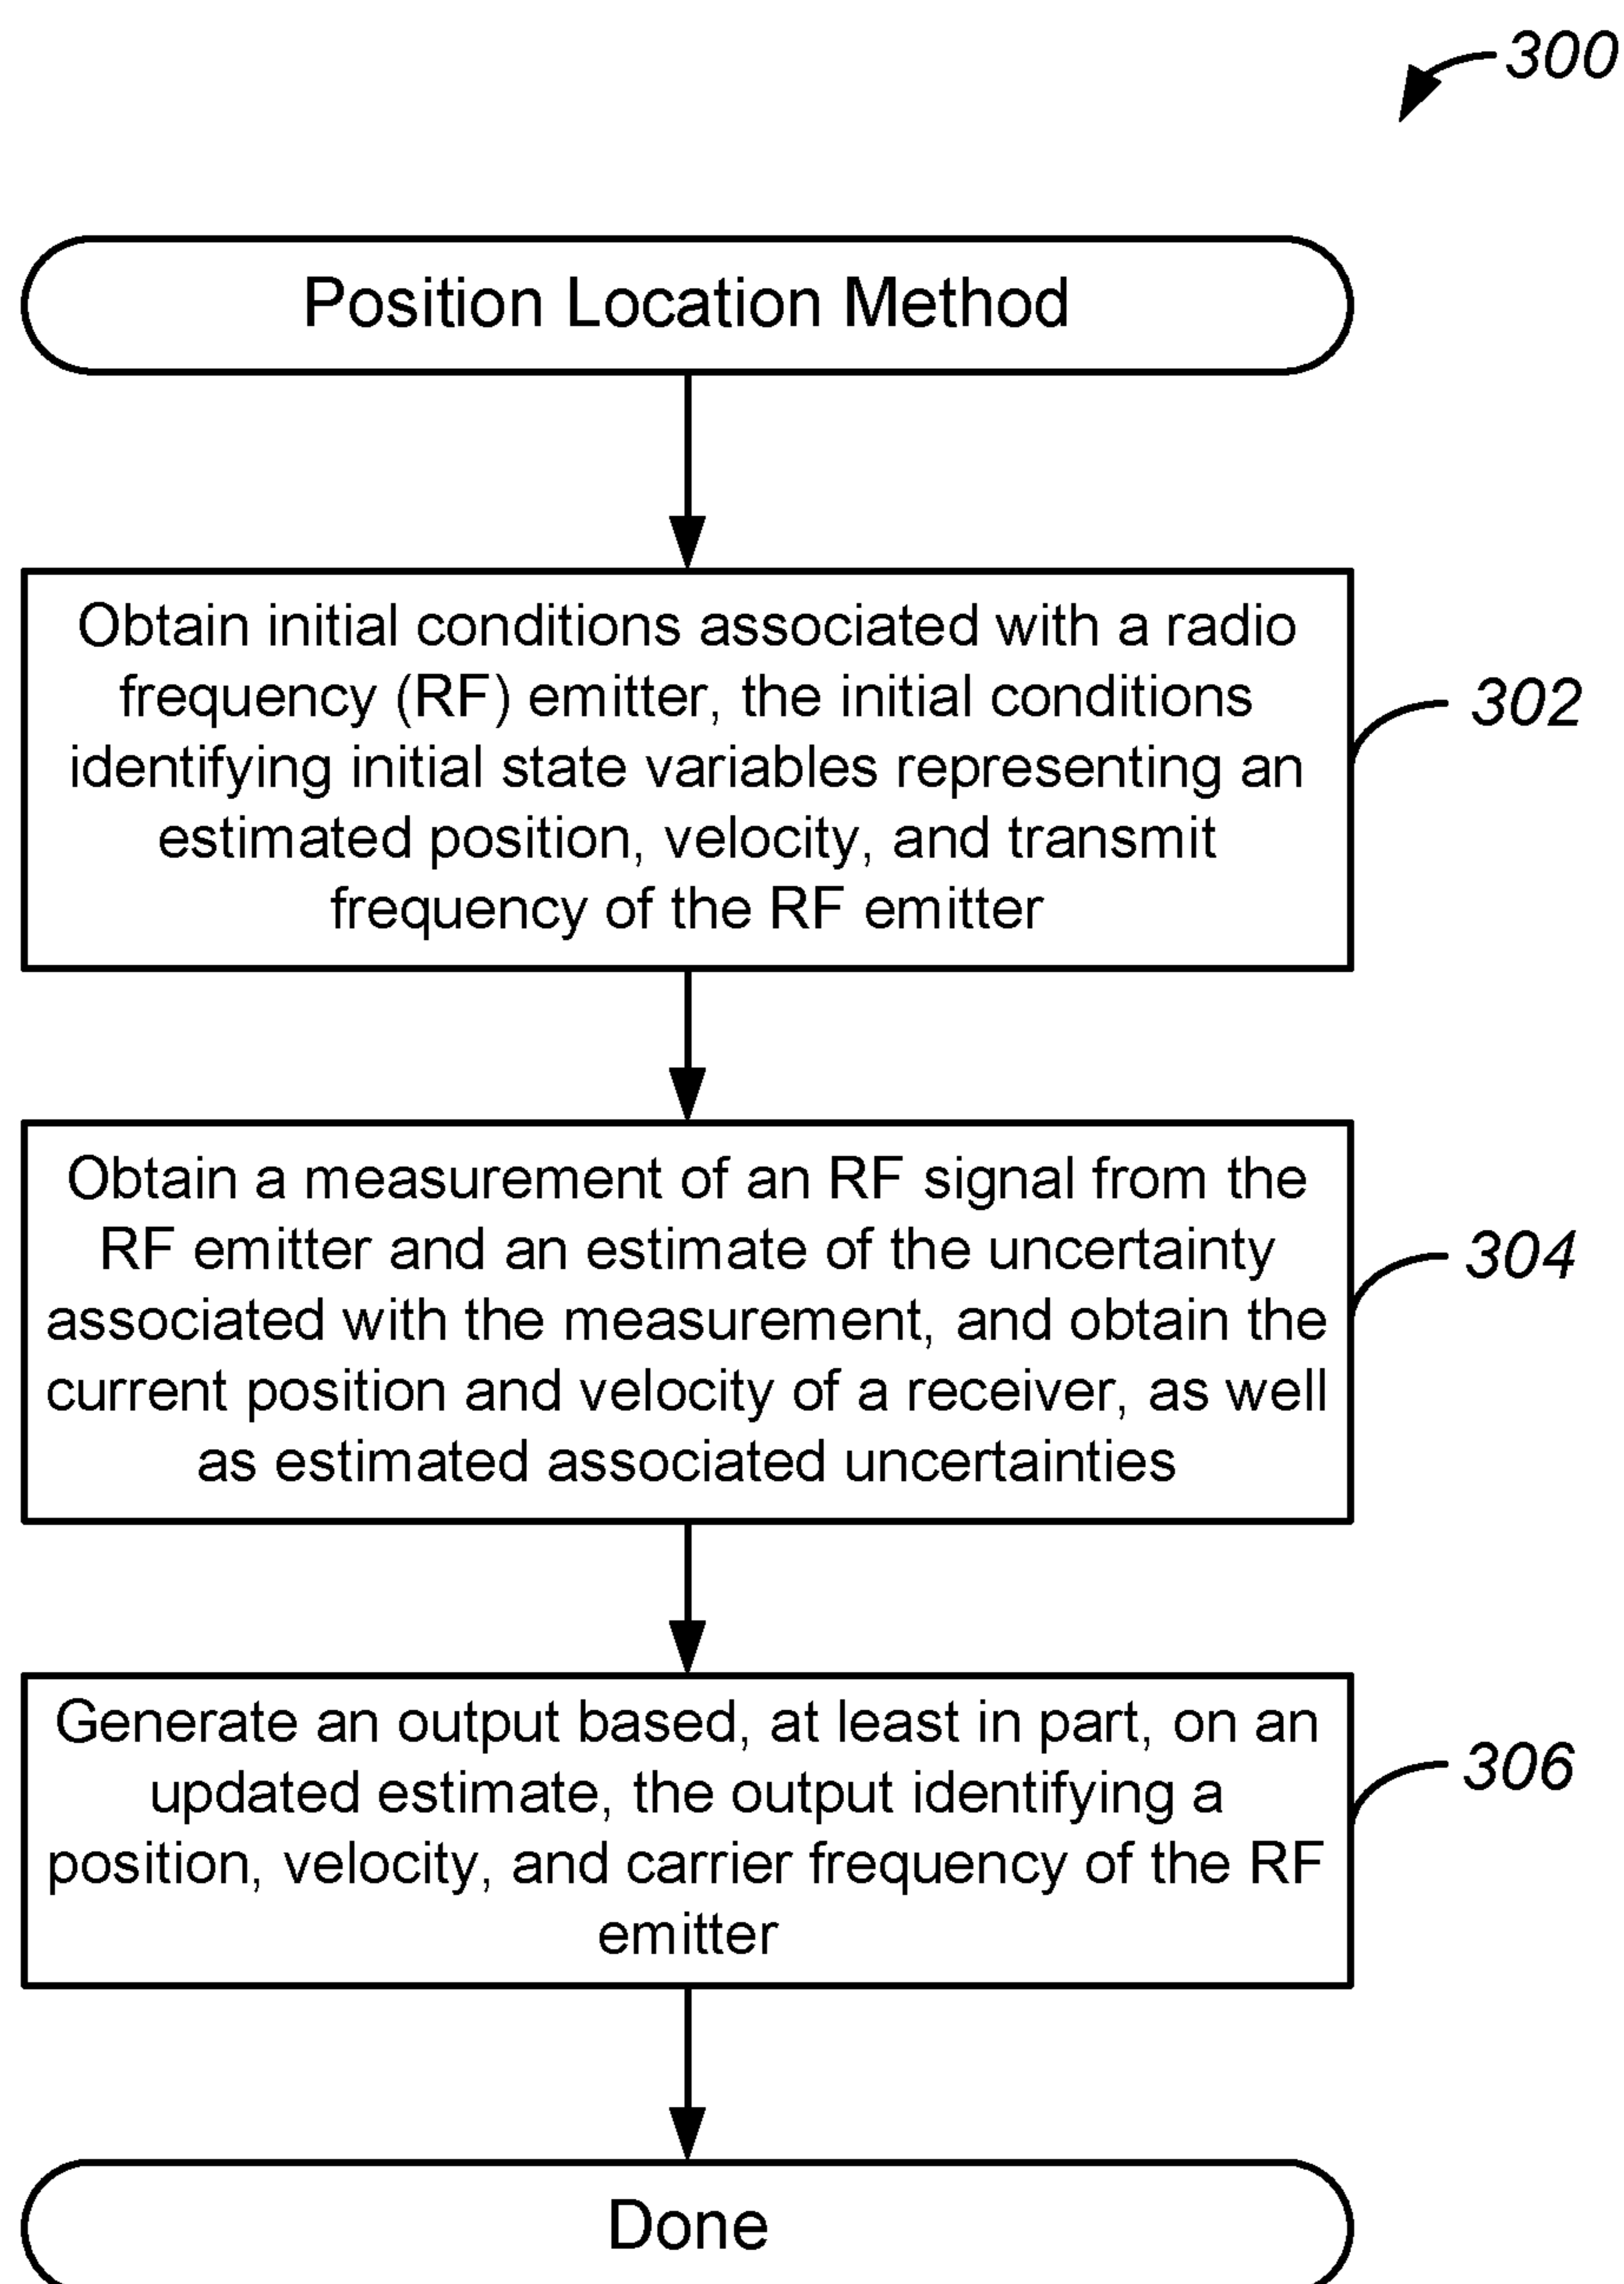 300
Position Location Method
Obtain initial conditions associated with a radio
frequency (RF) emitter, the initial conditions
identifying initial state variables representing an
estimated position, velocity, and transmit
frequency of the RF emitter
302
Obtain a measurement of an RF signal from the
RF emitter and an estimate of the uncertainty
associated with the measurement, and obtain the
current position and velocity of a receiver, as well
as estimated associated uncertainties
304
Generate an output based, at least in part, on an
updated estimate, the output identifying a
position, velocity, and carrier frequency of the RF
emitter
306
Done